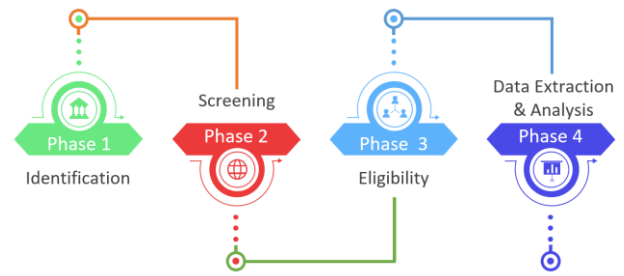 Phase 1
Identification
Screening
Phase 2
Phase 3
Eligibility
Data Extraction
& Analysis
Phase 4